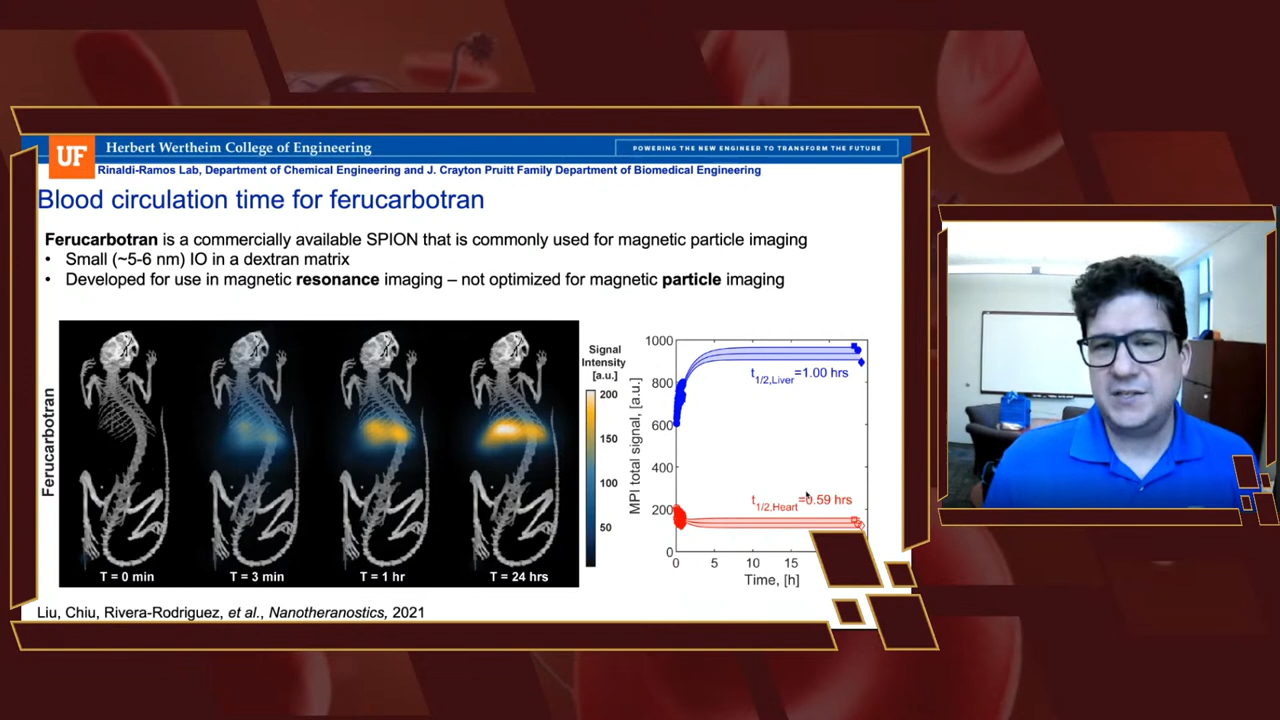 UF
Herbert Wertheim College of Engineering
POWERING THE NEW ENGINEER TO TRANSFORM THE FUTURE
Rinaldi-Ramos Lab, Department of Chemical Engineering and J. Crayton Pruitt Family Department of Biomedical Engineering
Blood circulation time for ferucarbotran
Ferucarbotran is a commercially available SPION that is commonly used for magnetic particle imaging
• Small (~5-6 nm) IO in a dextran matrix
• Developed for use in magnetic resonance imaging – not optimized for magnetic particle imaging
Ferucarbotran
T = 0 min
T = 3 min
T = 1 hr
T = 24 hrs
Signal
Intensity
[a.u.]
200
150
100
50
MPI total signal, [a.u.]
1000
800
600
400
200
0
t1/2,Liver=1.00 hrs
t1/2,Heart=0.59 hrs
0 5 10 15
Time, [h]
Liu, Chiu, Rivera-Rodriguez, et al., Nanotheranostics, 2021